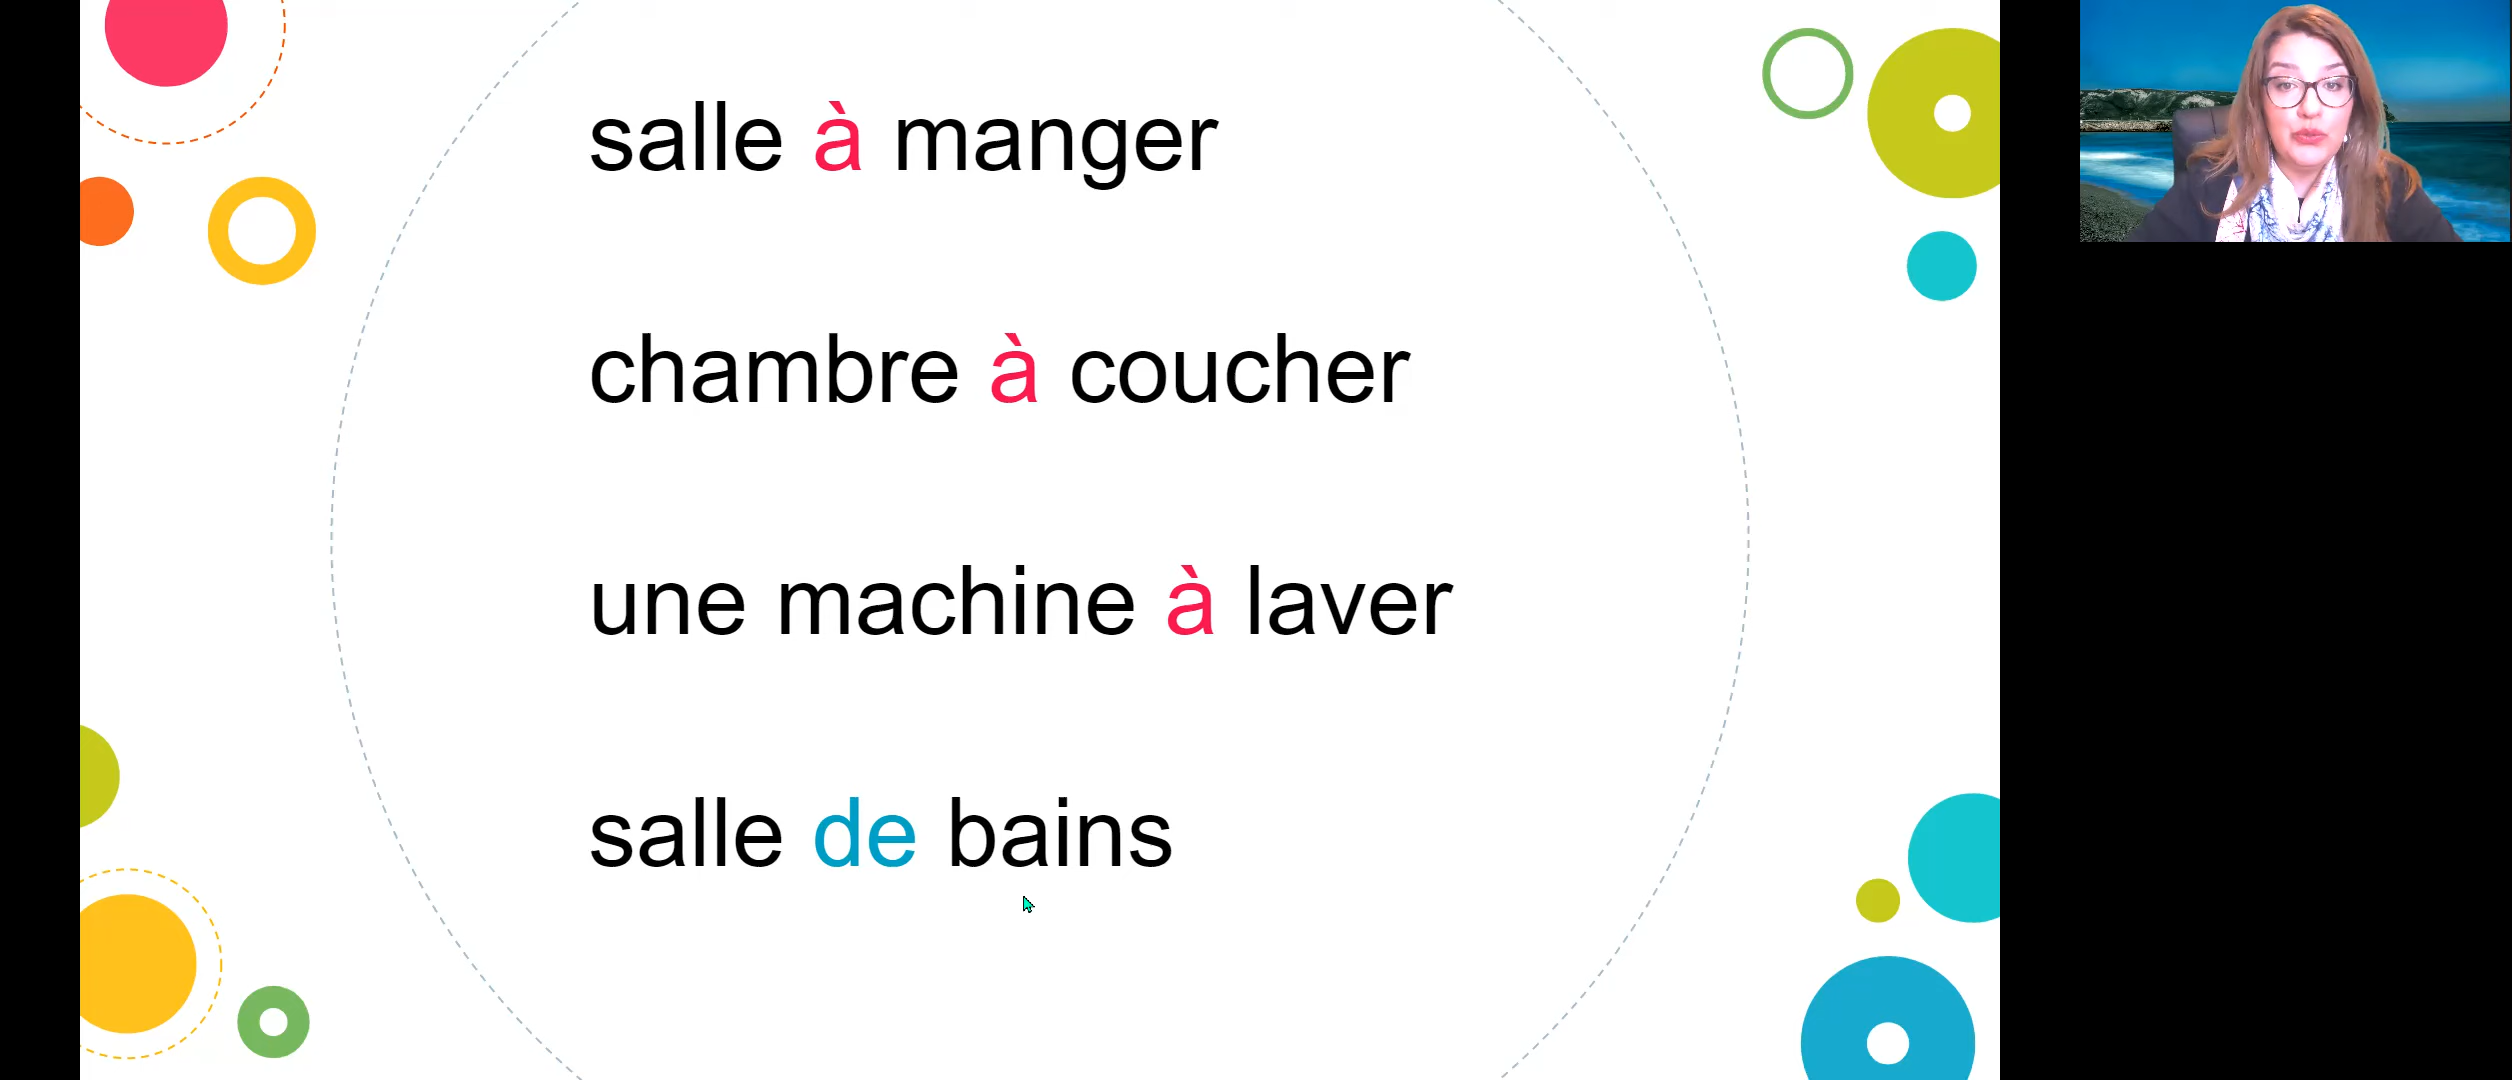 salle à manger
chambre à coucher
une machine à laver
salle de bains